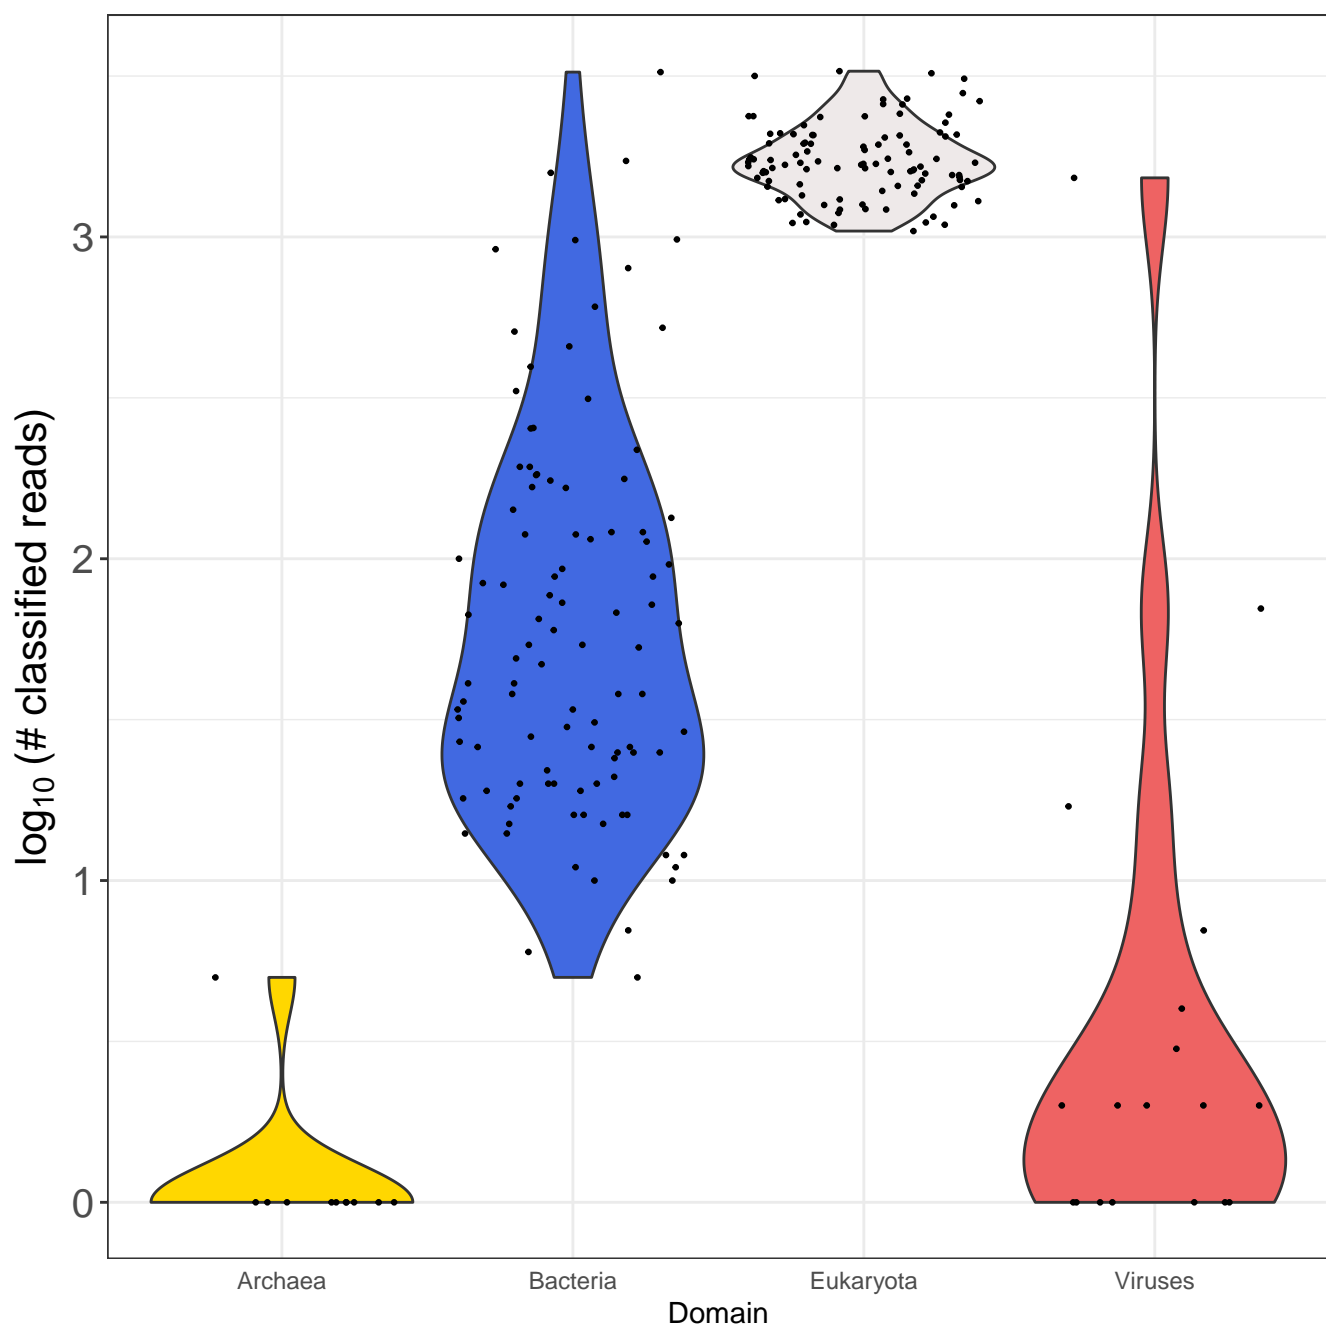 log₁₀ (# classified reads)
3
2
1
0
Archaea Bacteria Eukaryota Viruses
Domain